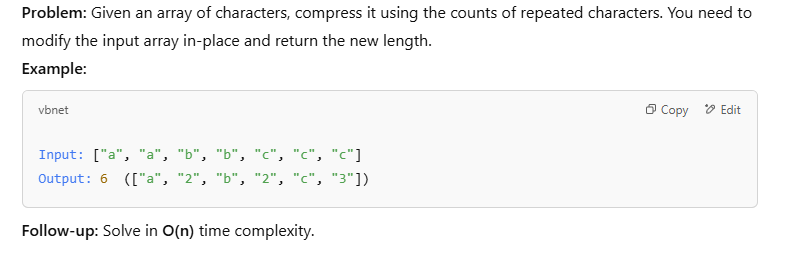 Problem: Given an array of characters, compress it using the counts of repeated characters. You need to
modify the input array in-place and return the new length.
Example:
vbnet Copy Edit
Input: ["a", "a", "b", "b", "c", "c", "c"]
Output: 6 (["a", "2", "b", "2", "c", "3"])
Follow-up: Solve in O(n) time complexity.